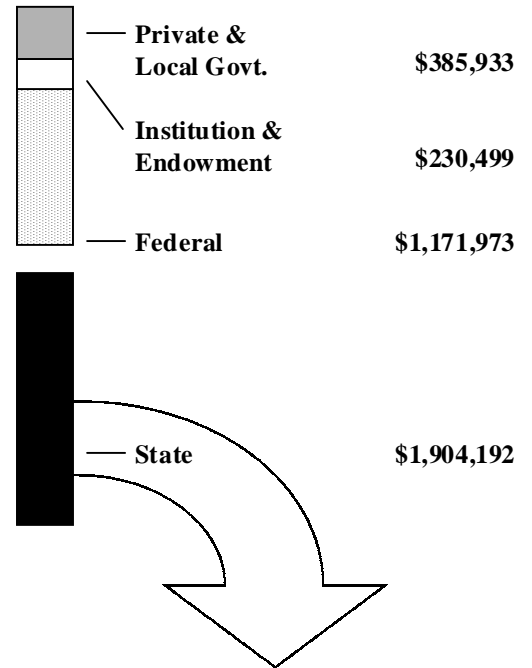 Private &
Local Govt. $385,933
Institution &
Endowment $230,499
Federal $1,171,973
State $1,904,192